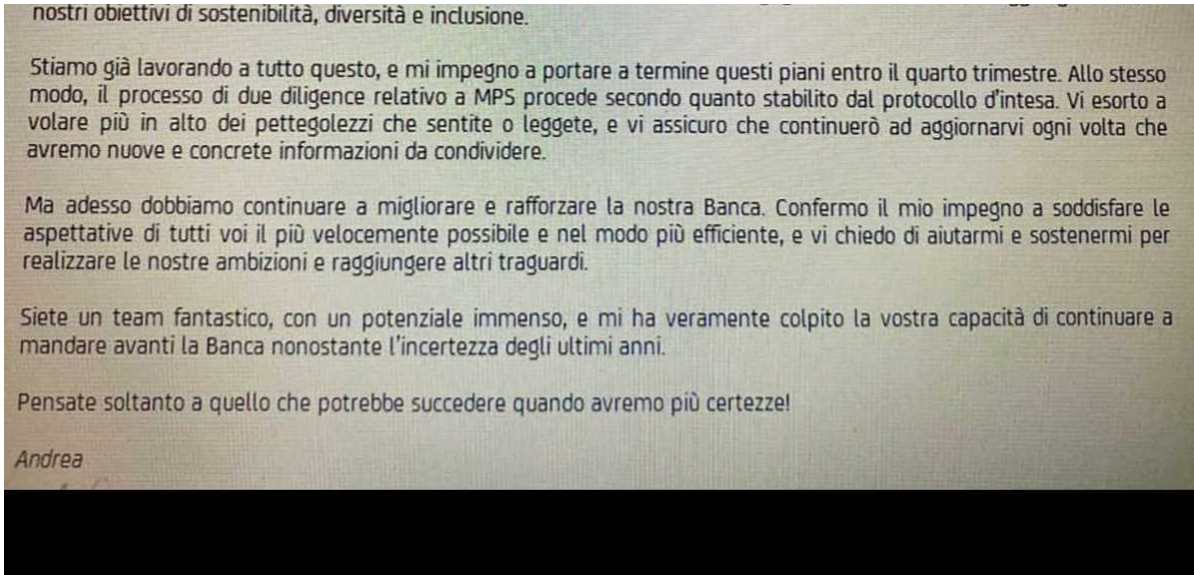 nostri obiettivi di sostenibilità, diversità e inclusione.
Stiamo già lavorando a tutto questo, e mi impegno a portare a termine questi piani entro il quarto trimestre. Allo stesso
modo, il processo di due diligence relativo a MPS procede secondo quanto stabilito dal protocollo d'intesa. Vi esorto a
volare più in alto dei pettegolezzi che sentite o leggete, e vi assicuro che continuerò ad aggiornarvi ogni volta che
avremo nuove e concrete informazioni da condividere.
Ma adesso dobbiamo continuare a migliorare e rafforzare la nostra Banca. Confermo il mio impegno a soddisfare le
aspettative di tutti voi il più velocemente possibile e nel modo più efficiente, e vi chiedo di aiutarmi e sostenermi per
realizzare le nostre ambizioni e raggiungere altri traguardi.
Siete un team fantastico, con un potenziale immenso, e mi ha veramente colpito la vostra capacità di continuare a
mandare avanti la Banca nonostante l'incertezza degli ultimi anni.
Pensate soltanto a quello che potrebbe succedere quando avremo più certezze!
Andrea